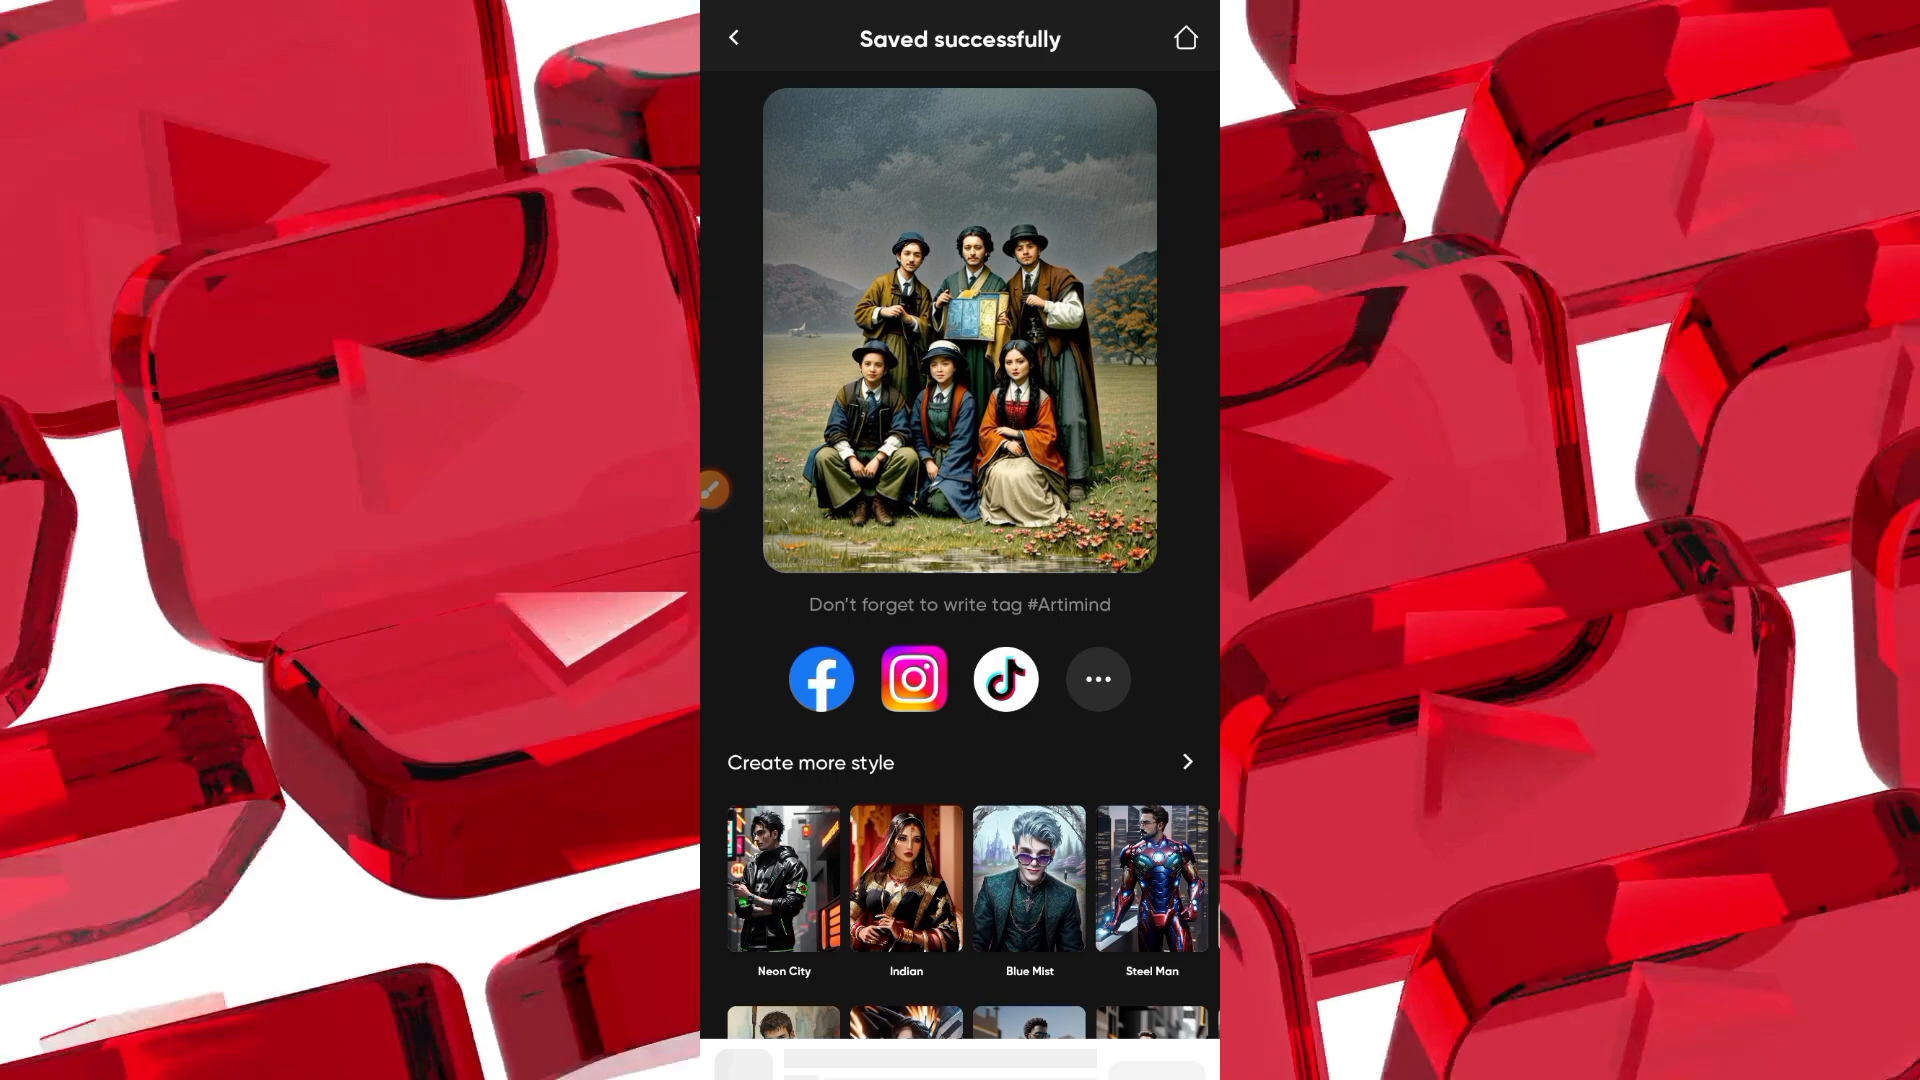 Saved successfully
Don't forget to write tag #Artimind
Create more style
Neon City
Indian
Blue Mist
Steel Man